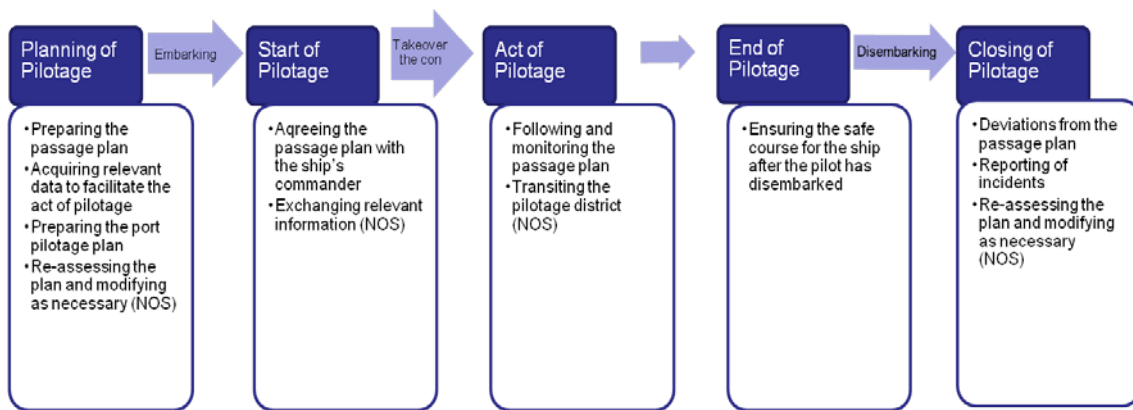 Planning of
Pilotage
Embarking
Start of
Pilotage
Takeover
the con
Act of
Pilotage
End of
Pilotage
Disembarking
Closing of
Pilotage
•Preparing the
passage plan
•Acquiring relevant
data to facilitate the
act of pilotage
•Preparing the port
pilotage plan
•Re-assessing the
plan and modifying
as necessary (NOS)
•Agreeing the
passage plan with
the ship's
commander
•Exchanging relevant
information (NOS)
•Following and
monitoring the
passage plan
•Transiting the
pilotage district
(NOS)
•Ensuring the safe
course for the ship
after the pilot has
disembarked
•Deviations from the
passage plan
•Reporting of
incidents
•Re-assessing the
plan and modifying
as necessary
(NOS)